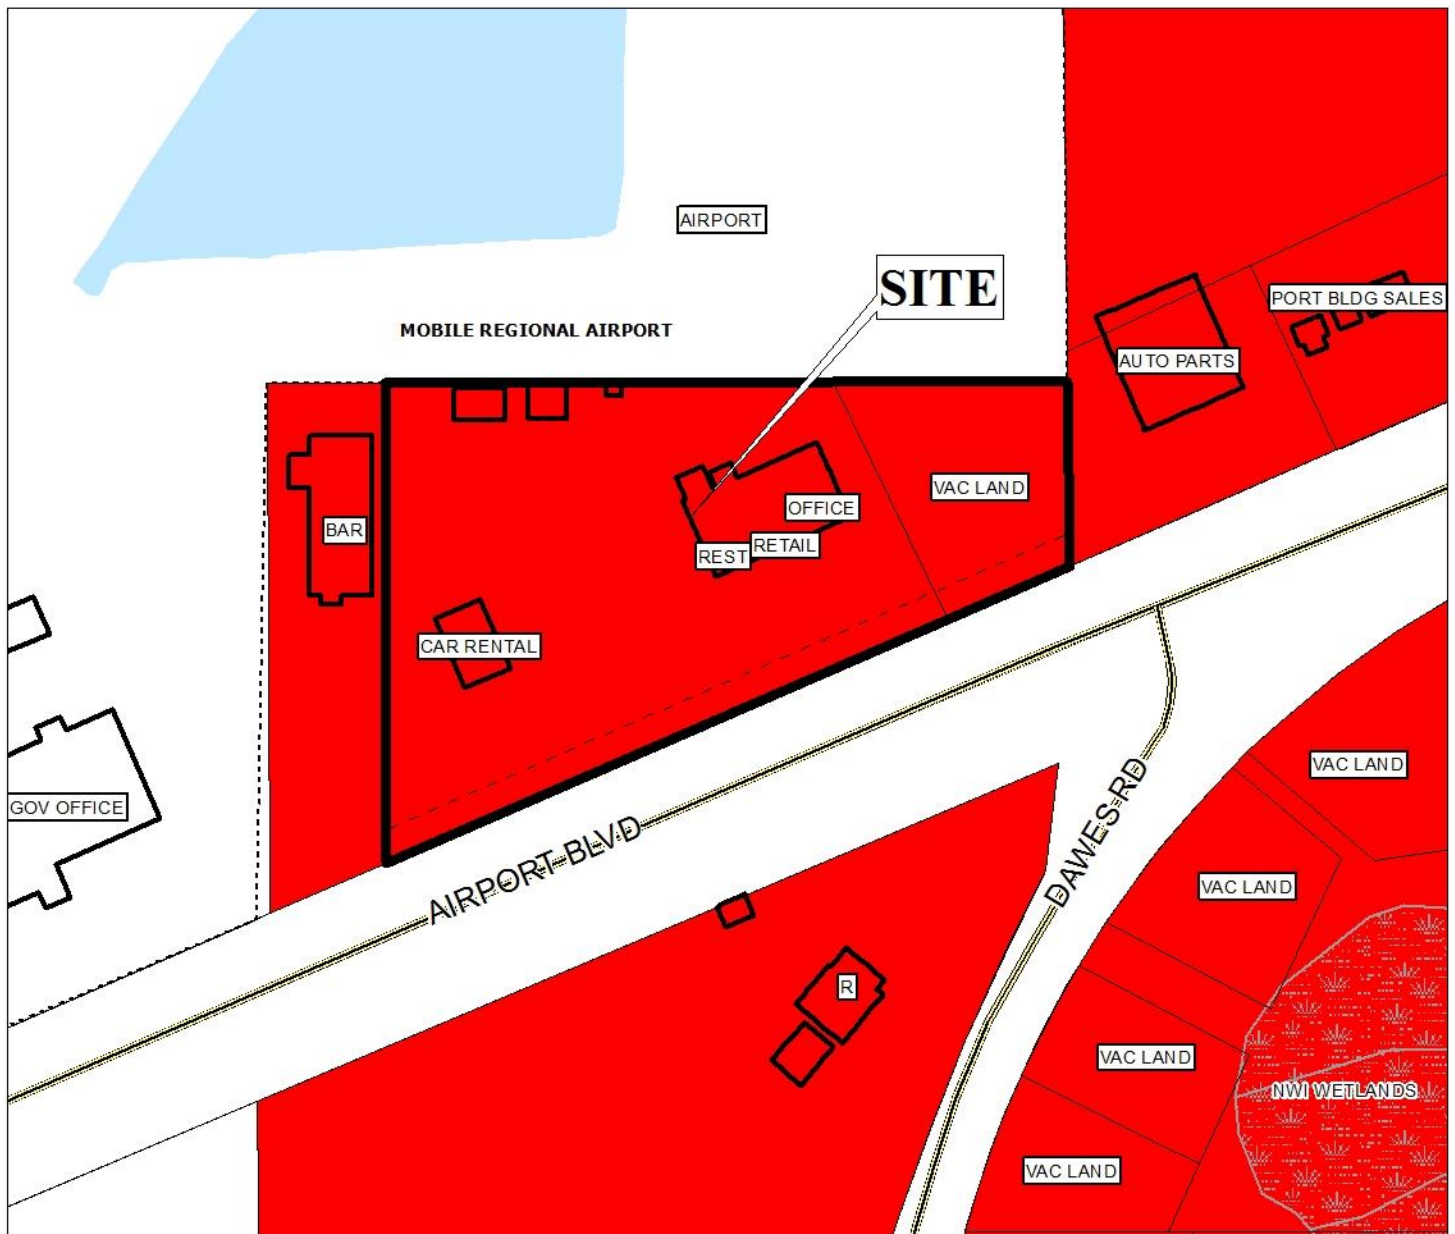 AIRPORT
SITE
PORT BLDG SALES
MOBILE REGIONAL AIRPORT
AUTO PARTS
VAC LAND
OFFICE
BAR
RETAIL
REST
CAR RENTAL
VAC LAND
GOV OFFICE
AIRPORT BLVD
DAWES RD
VAC LAND
R
VAC LAND
NWI WETLANDS
VAC LAND